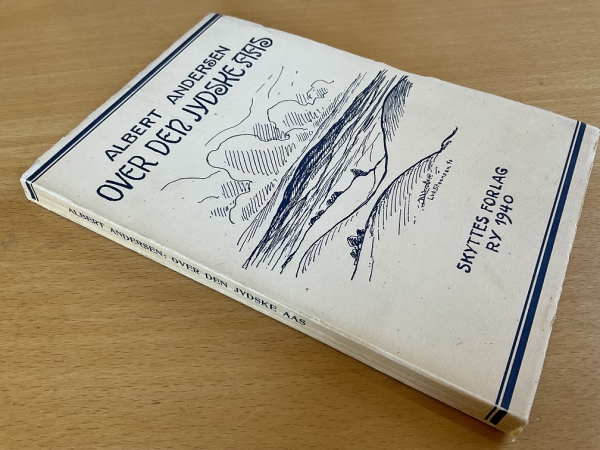 ALBERT ANDERSEN
OVER DEN JYDSKE AAS
SKYTTES FORLAG
RY 1940
ALBERT ANDERSEN: OVER DEN JYDSKE AAS